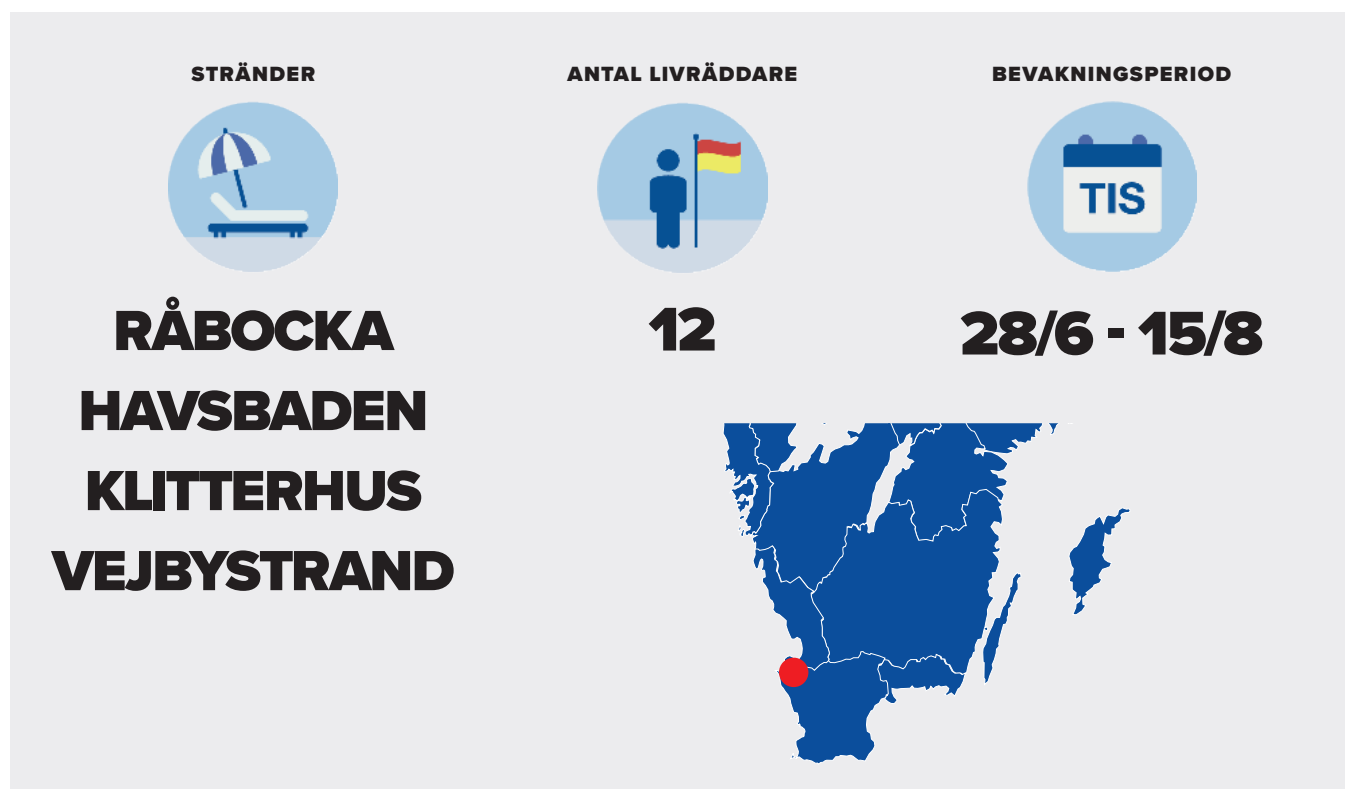 STRÄNDER
RÅBOCKA
HAVSBADEN
KLITTERHUS
VEJBYSTRAND
ANTAL LIVRÄDDARE
12
BEVAKNINGSPERIOD
TIS
28/6 - 15/8